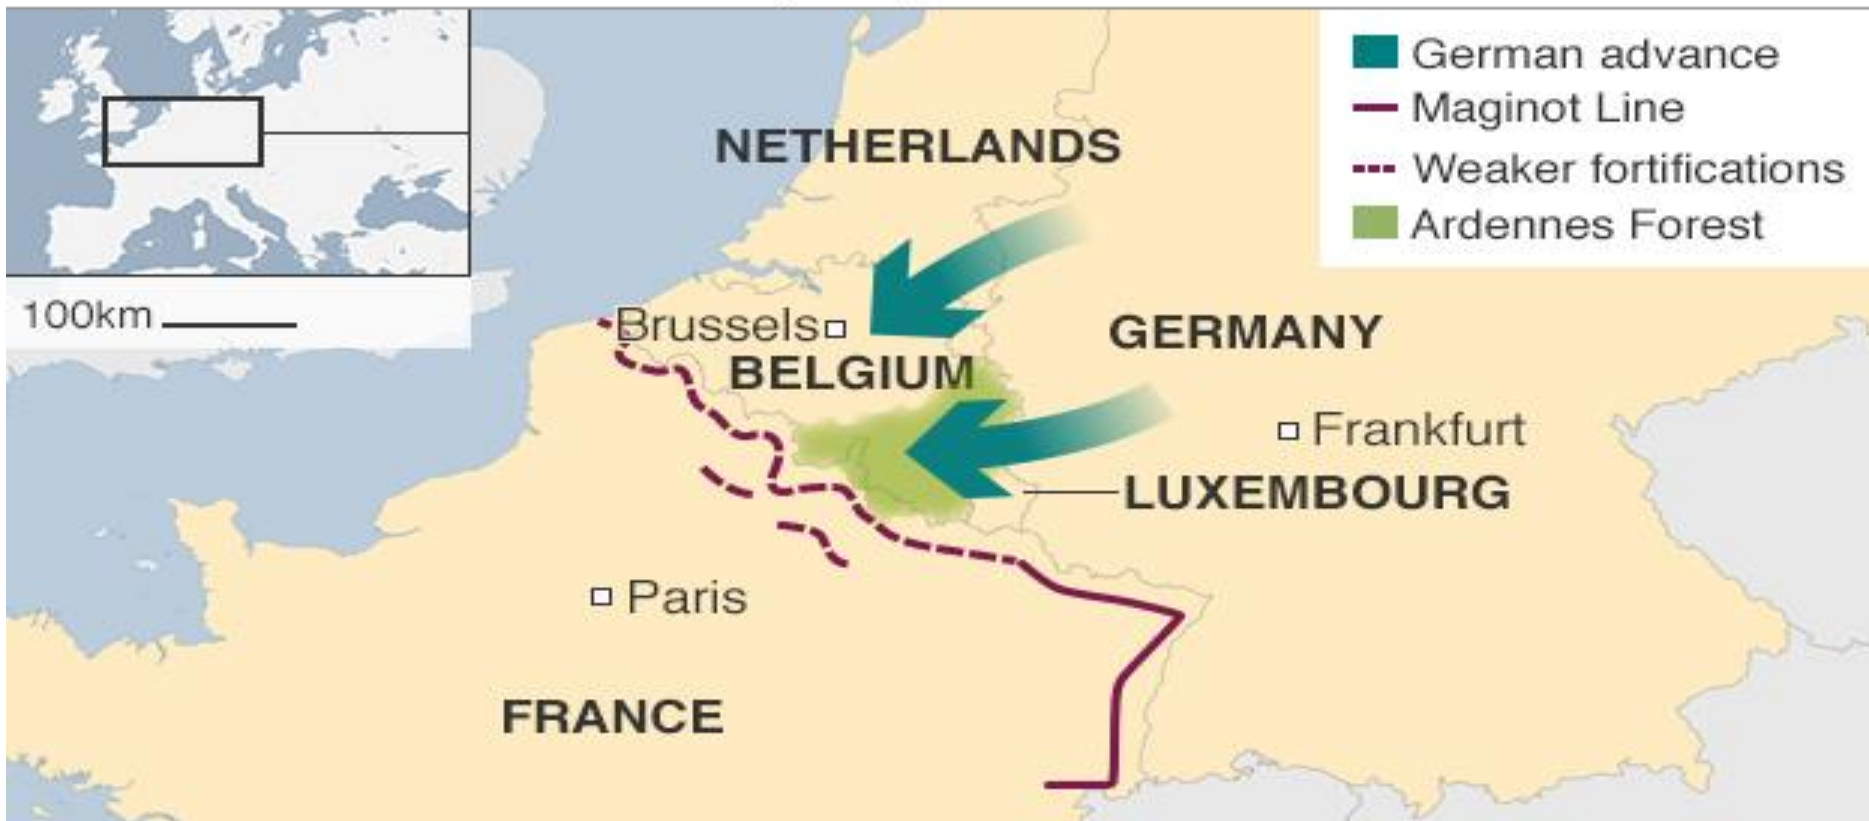 German advance
Maginot Line
Weaker fortifications
Ardennes Forest
NETHERLANDS
100km
Brussels
BELGIUM
GERMANY
Frankfurt
LUXEMBOURG
Paris
FRANCE